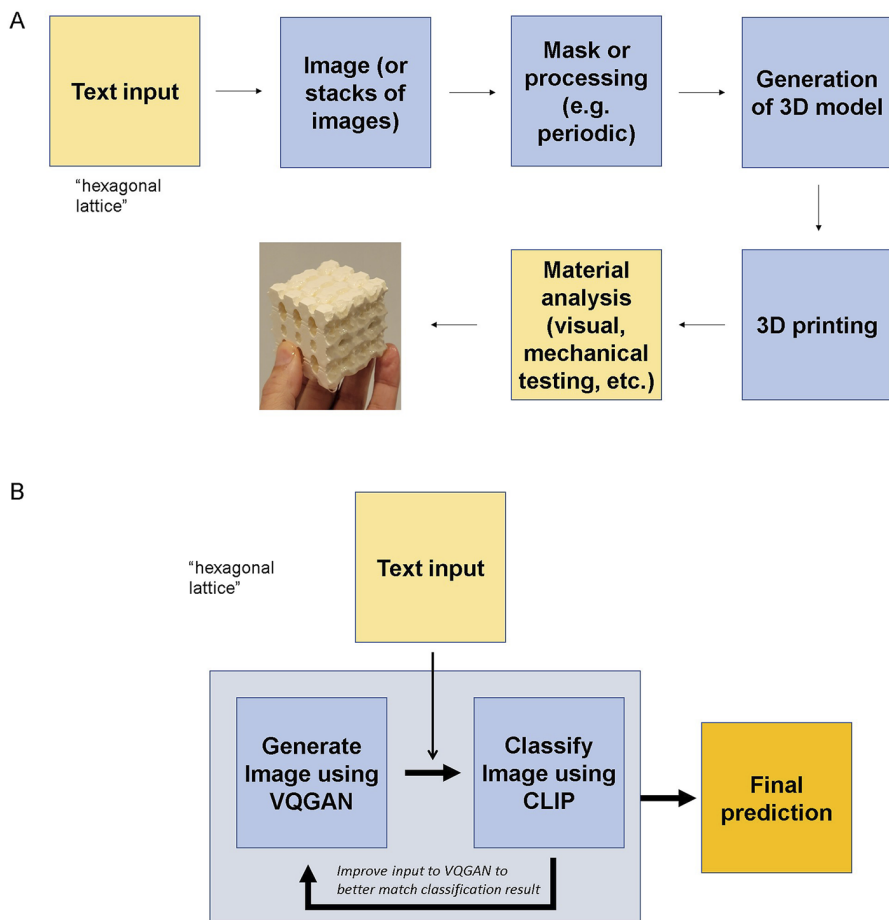 A
Text input
Image (or
stacks of
images)
Mask or
processing
(e.g.
periodic)
Generation
of 3D model
“hexagonal
lattice”
Material
analysis
(visual,
mechanical
testing, etc.)
3D printing
B
“hexagonal
lattice”
Text input
Generate
Image using
VQGAN
Classify
Image using
CLIP
Final
prediction
Improve input to VQGAN to
better match classification result